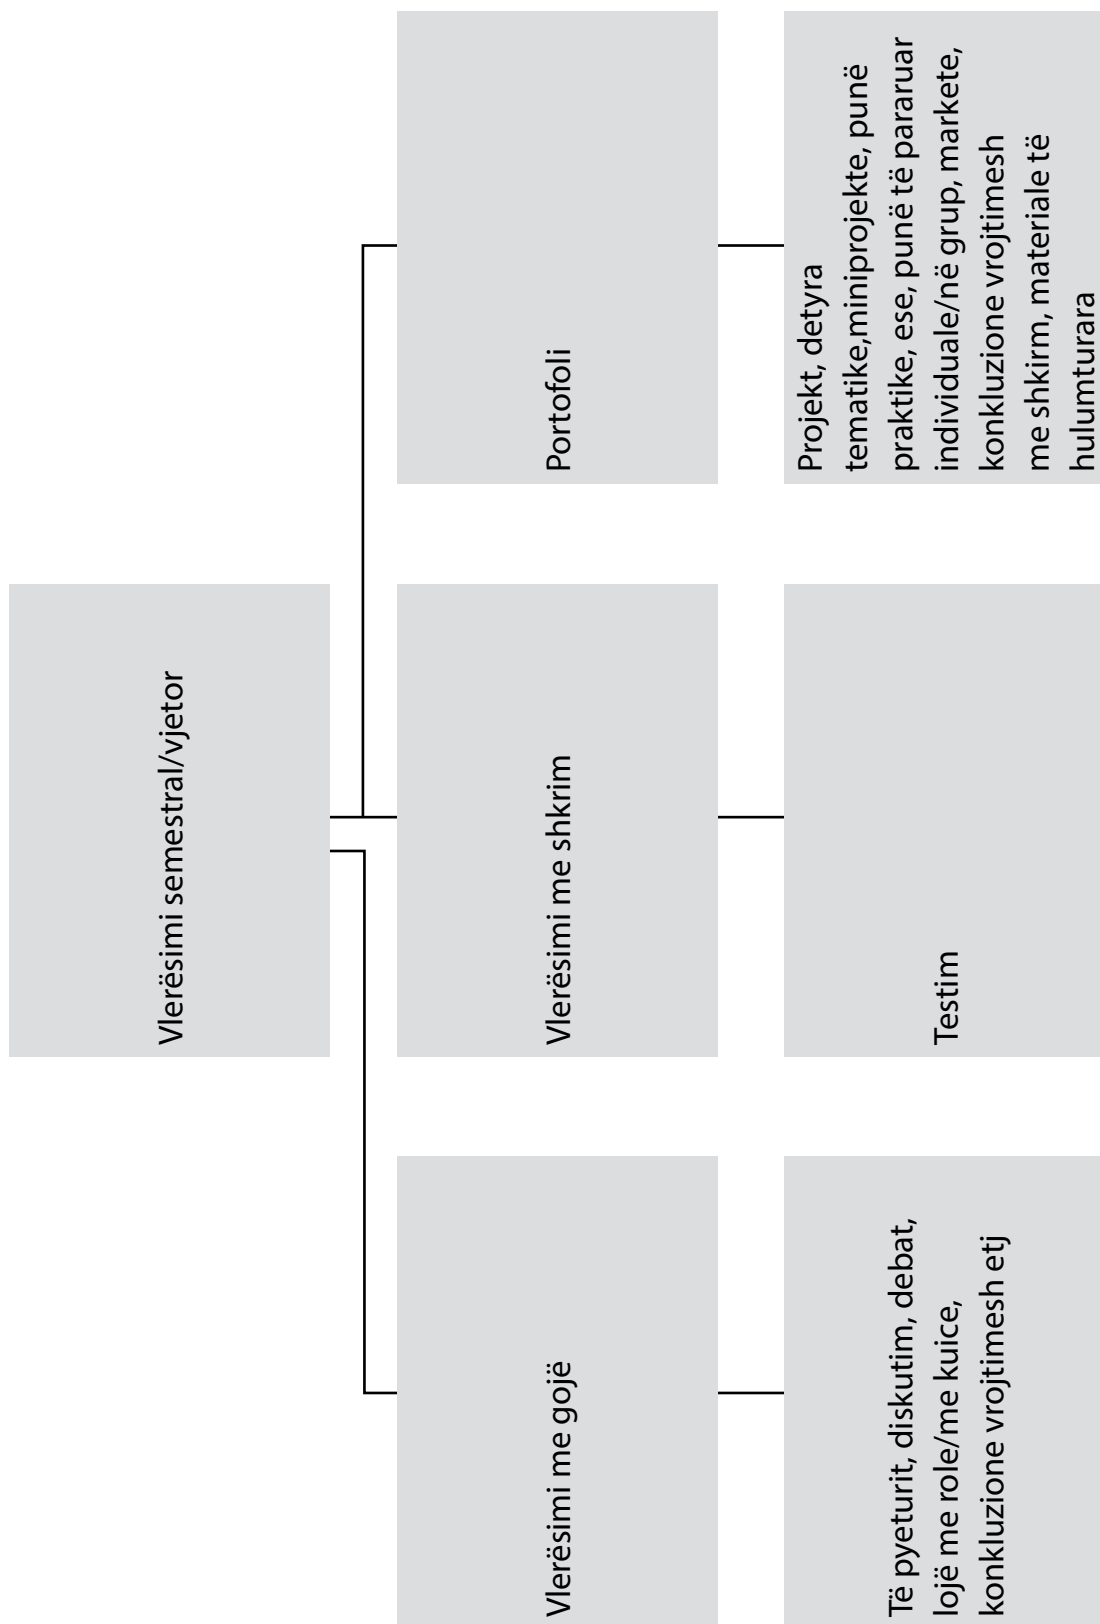 Vlerësimi semestral/vjetor
Vlerësimi me gojë
Vlerësimi me shkrim
Portofoli
Të pyeturit, diskutim, debat,
lojë me role/me kuice,
konkluzione vrojtimesh etj
Testim
Projekt, detyra
tematike,miniprojekte, punë
praktike, ese, punë të pararuar
individuale/në grup, markete,
konkluzione vrojtimesh
me shkirm, materiale të
hulumturara